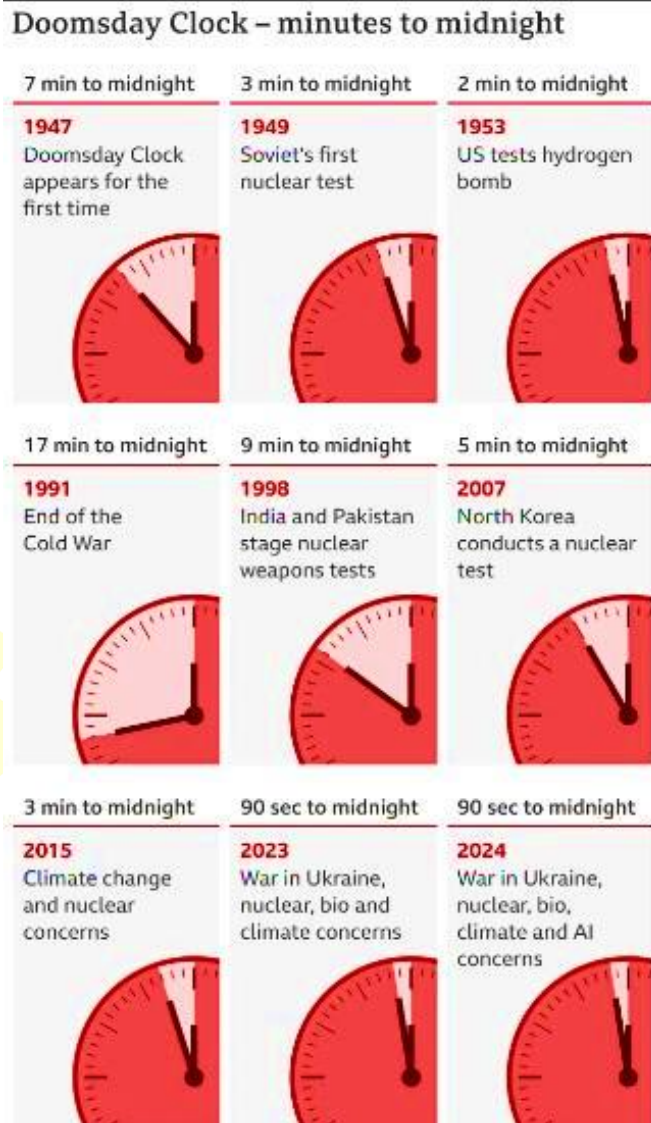 Doomsday Clock – minutes to midnight
7 min to midnight
1947
Doomsday Clock
appears for the
first time
3 min to midnight
1949
Soviet's first
nuclear test
2 min to midnight
1953
US tests hydrogen
bomb
17 min to midnight
1991
End of the
Cold War
9 min to midnight
1998
India and Pakistan
stage nuclear
weapons tests
5 min to midnight
2007
North Korea
conducts a nuclear
test
3 min to midnight
2015
Climate change
and nuclear
concerns
90 sec to midnight
2023
War in Ukraine,
nuclear, bio and
climate concerns
90 sec to midnight
2024
War in Ukraine,
nuclear, bio,
climate and AI
concerns